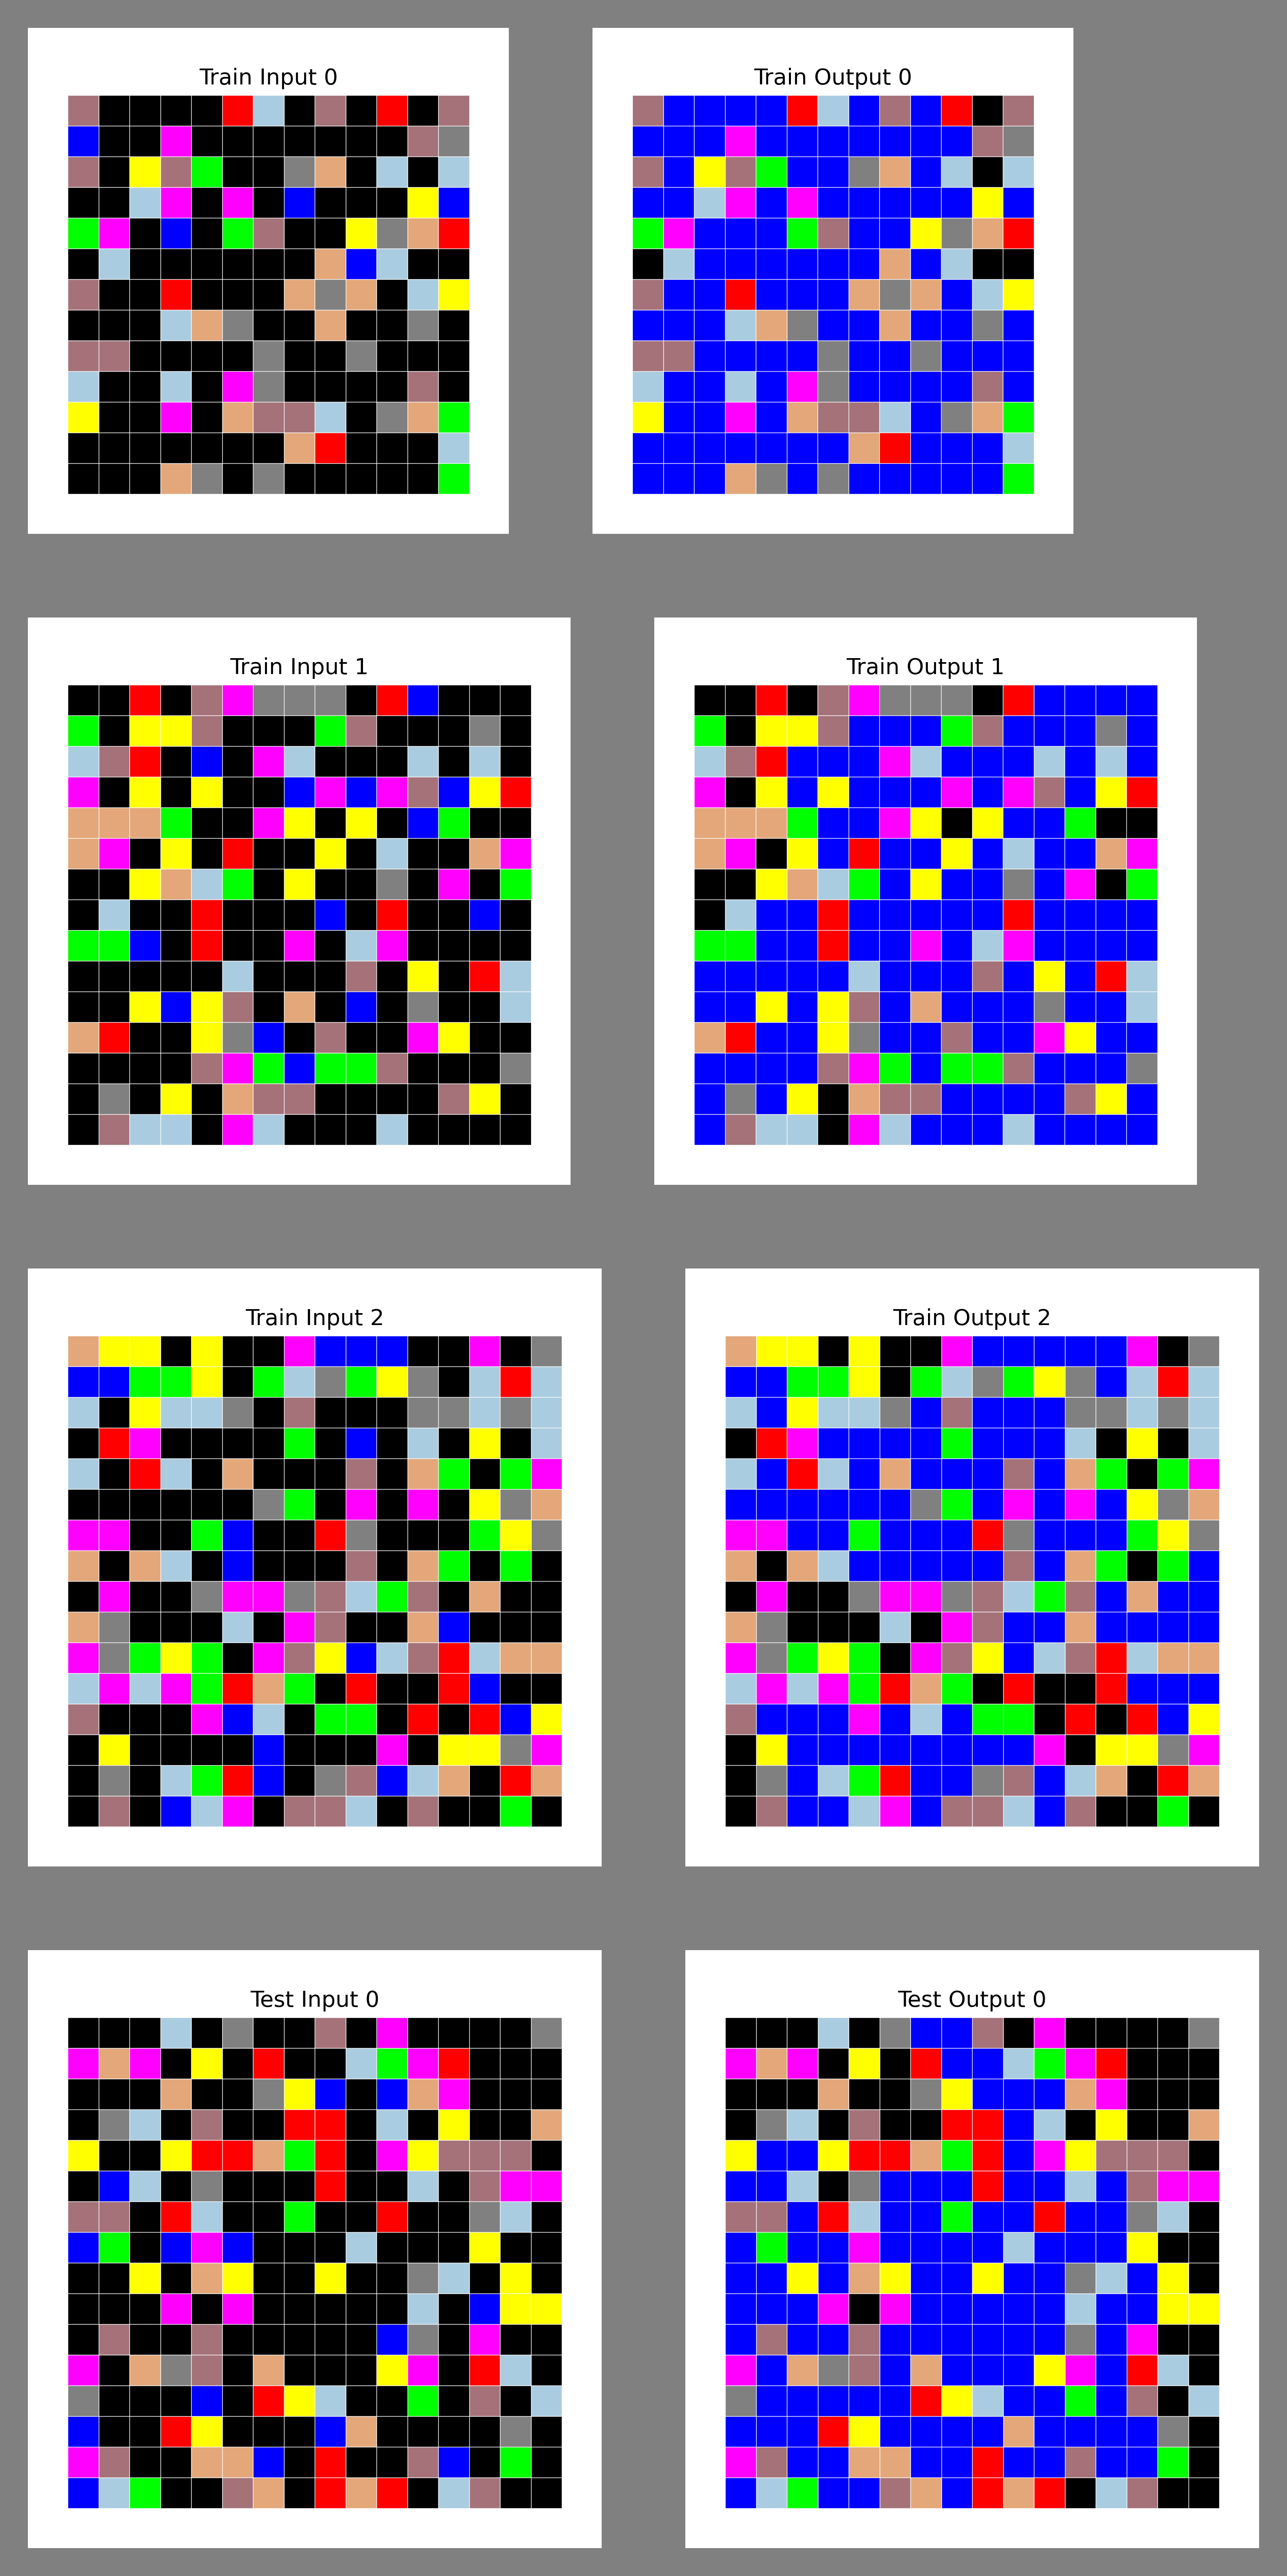 Train Input 0
Train Output 0
Train Input 1
Train Output 1
Train Input 2
Train Output 2
Test Input 0
Test Output 0